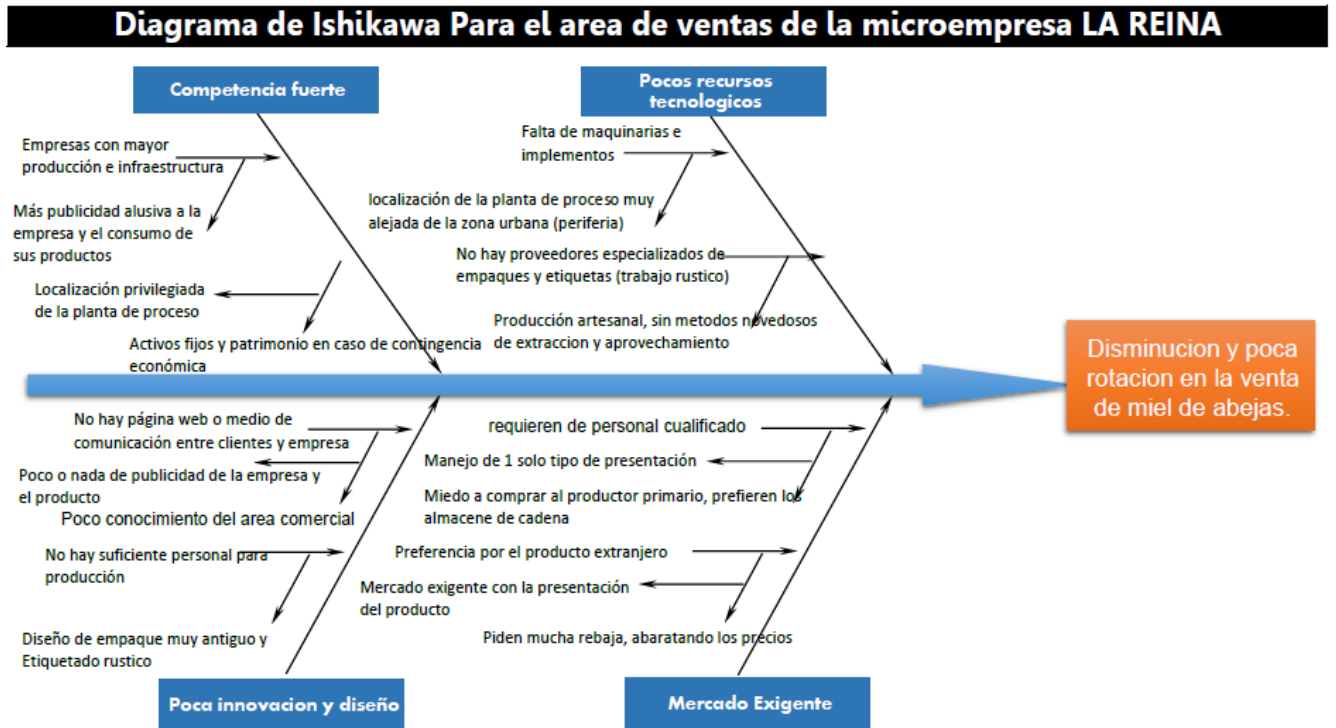 Diagrama de Ishikawa Para el area de ventas de la microempresa LA REINA
Competencia fuerte
Empresas con mayor
producción e infraestructura
Más publicidad alusiva a la
empresa y el consumo de
sus productos
Localización privilegiada
de la planta de proceso
Activos fijos y patrimonio en caso de contingencia
económica
Pocos recursos
tecnologicos
Falta de maquinarias e
implementos
localización de la planta de proceso muy
alejada de la zona urbana (periferia)
No hay proveedores especializados de
empaques y etiquetas (trabajo rustico)
Producción artesanal, sin metodos novedosos
de extraccion y aprovechamiento
Disminucion y poca
rotacion en la venta
de miel de abejas.
No hay página web o medio de
comunicación entre clientes y empresa
Poco o nada de publicidad de la empresa y
el producto
Poco conocimiento del area comercial
No hay suficiente personal para
producción
Diseño de empaque muy antiguo y
Etiquetado rustico
Poca innovacion y diseño
requieren de personal cualificado
Manejo de 1 solo tipo de presentación
Miedo a comprar al productor primario, prefieren los
almacene de cadena
Preferencia por el producto extranjero
Mercado exigente con la presentación
del producto
Piden mucha rebaja, abaratando los precios
Mercado Exigente